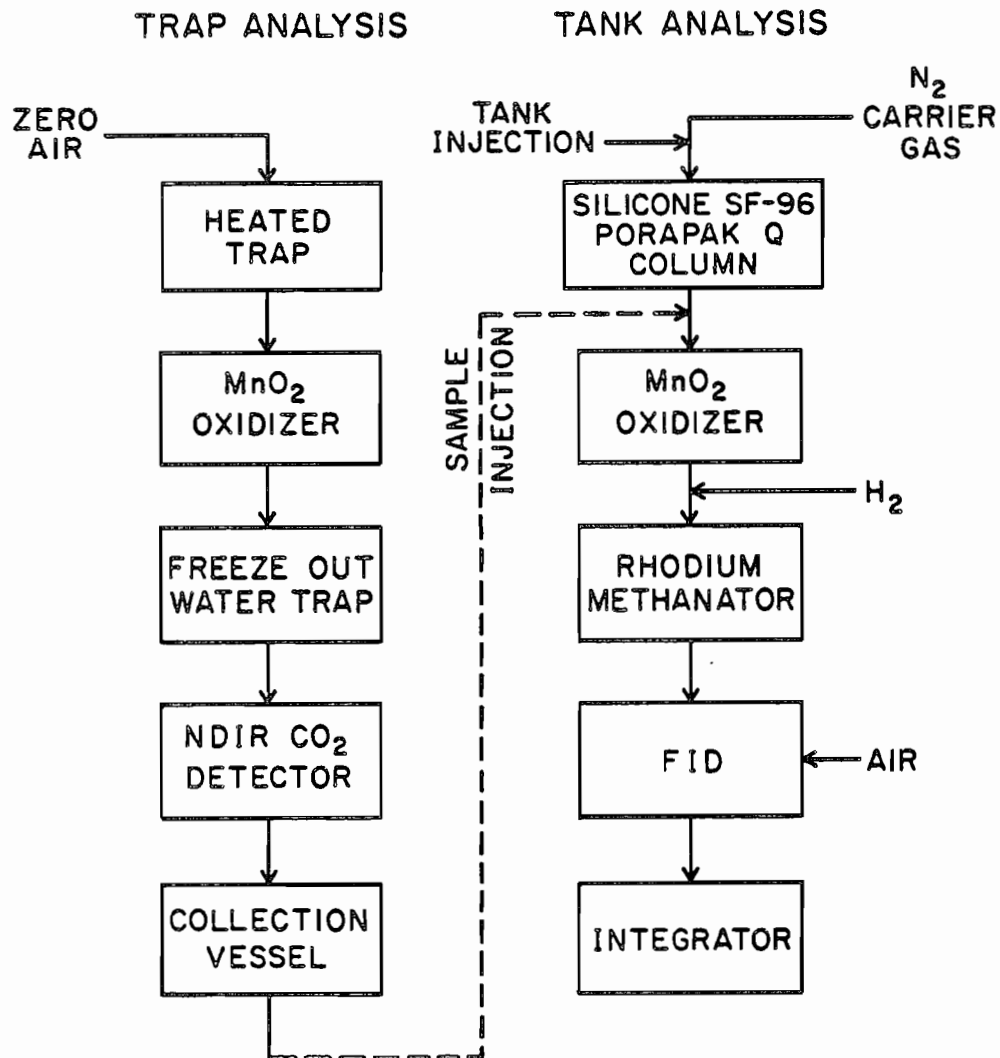 TRAP ANALYSIS
ZERO
AIR
HEATED
TRAP
MnO₂
OXIDIZER
FREEZE OUT
WATER TRAP
NDIR CO₂
DETECTOR
COLLECTION
VESSEL
SAMPLE
INJECTION
TANK ANALYSIS
TANK
INJECTION
N₂
CARRIER
GAS
SILICONE SF-96
PORAPAK Q
COLUMN
MnO₂
OXIDIZER
H₂
RHODIUM
METHANATOR
FID
AIR
INTEGRATOR